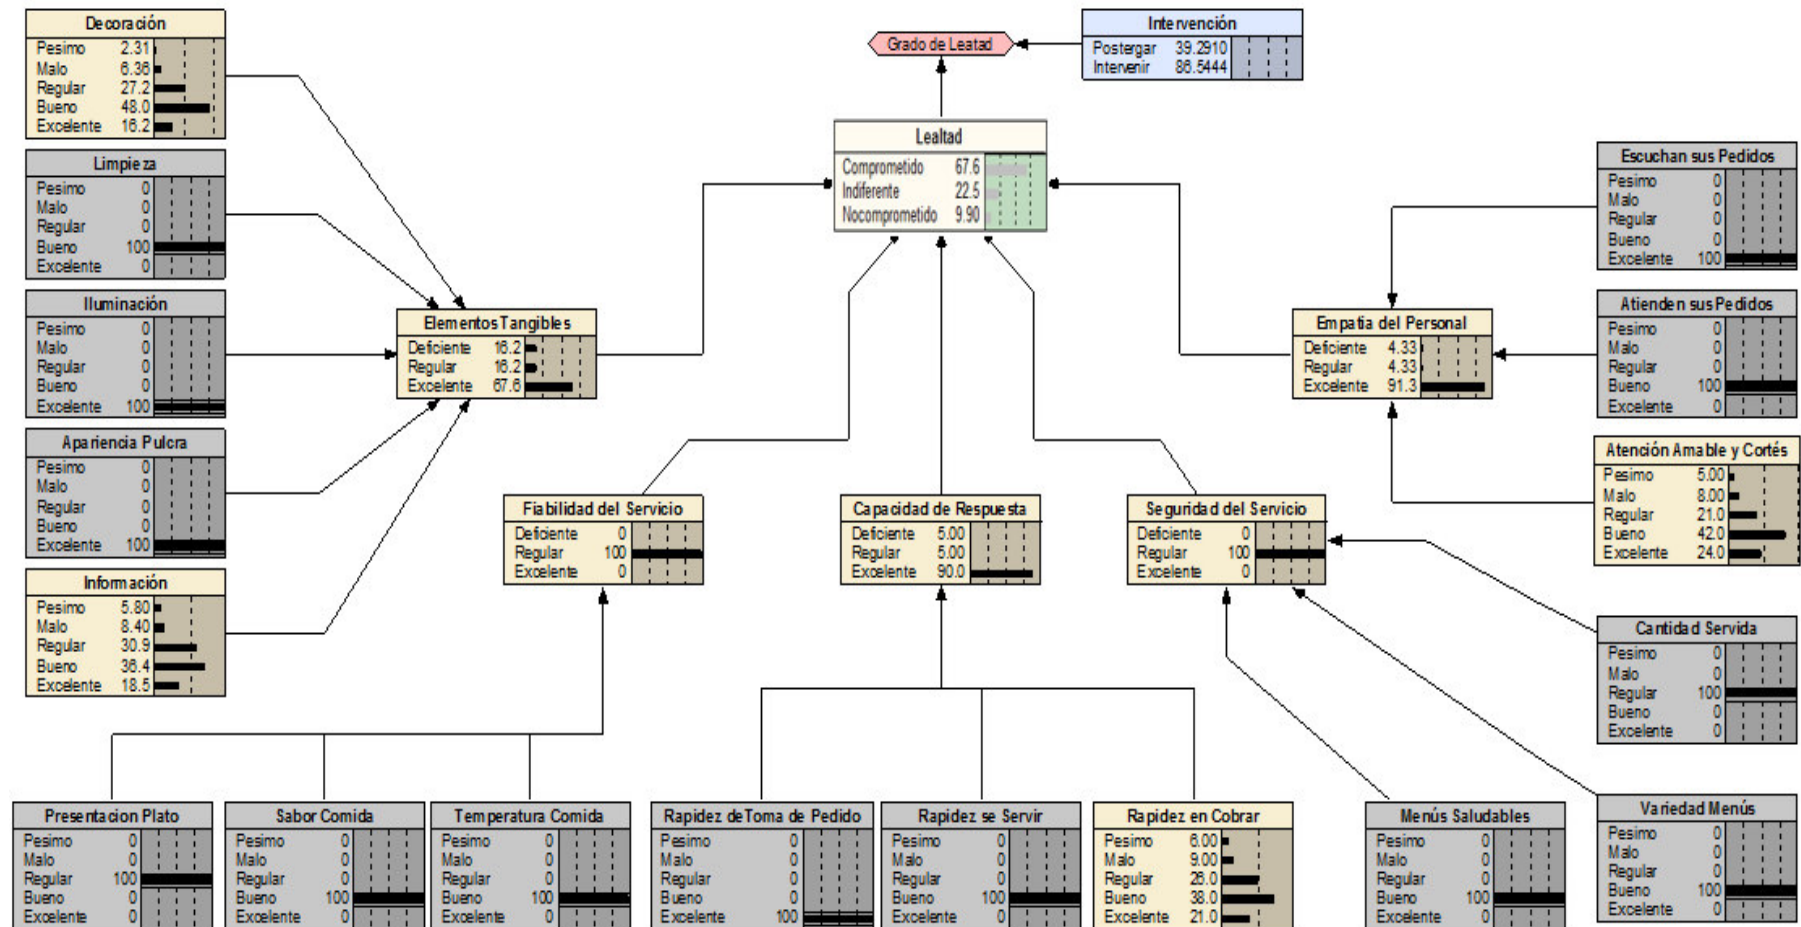 Decoración
Pesimo 2.31
Malo 6.36
Regular 27.2
Bueno 48.0
Excelente 16.2
Grado de Leatad
Intervención
Postergar 39.2910
Intervenir 86.5444
Limpieza
Pesimo 0
Malo 0
Regular 0
Bueno 100
Excelente 0
Lealtad
Comprometido 67.6
Indiferente 22.5
Nocomprometido 9.90
Escuchan sus Pedidos
Pesimo 0
Malo 0
Regular 0
Bueno 0
Excelente 100
Iluminación
Pesimo 0
Malo 0
Regular 0
Bueno 0
Excelente 100
Elementos Tangibles
Deficiente 16.2
Regular 16.2
Excelente 67.6
Empatia del Personal
Deficiente 4.33
Regular 4.33
Excelente 91.3
Atienden sus Pedidos
Pesimo 0
Malo 0
Regular 0
Bueno 100
Excelente 0
Apariencia Pulcra
Pesimo 0
Malo 0
Regular 0
Bueno 0
Excelente 100
Atención Amable y Cortés
Pesimo 5.00
Malo 8.00
Regular 21.0
Bueno 42.0
Excelente 24.0
Fiabilidad del Servicio
Deficiente 0
Regular 100
Excelente 0
Capacidad de Respuesta
Deficiente 5.00
Regular 5.00
Excelente 90.0
Seguridad del Servicio
Deficiente 0
Regular 100
Excelente 0
Información
Pesimo 5.80
Malo 8.40
Regular 30.9
Bueno 36.4
Excelente 18.5
Cantidad Servida
Pesimo 0
Malo 0
Regular 100
Bueno 0
Excelente 0
Presentacion Plato
Pesimo 0
Malo 0
Regular 100
Bueno 0
Excelente 0
Sabor Comida
Pesimo 0
Malo 0
Regular 0
Bueno 100
Excelente 0
Temperatura Comida
Pesimo 0
Malo 0
Regular 0
Bueno 100
Excelente 0
Rapidez de Toma de Pedido
Pesimo 0
Malo 0
Regular 0
Bueno 0
Excelente 100
Rapidez se Servir
Pesimo 0
Malo 0
Regular 0
Bueno 100
Excelente 0
Rapidez en Cobrar
Pesimo 6.00
Malo 9.00
Regular 26.0
Bueno 38.0
Excelente 21.0
Menús Saludables
Pesimo 0
Malo 0
Regular 0
Bueno 100
Excelente 0
Variedad Menús
Pesimo 0
Malo 0
Regular 0
Bueno 100
Excelente 0